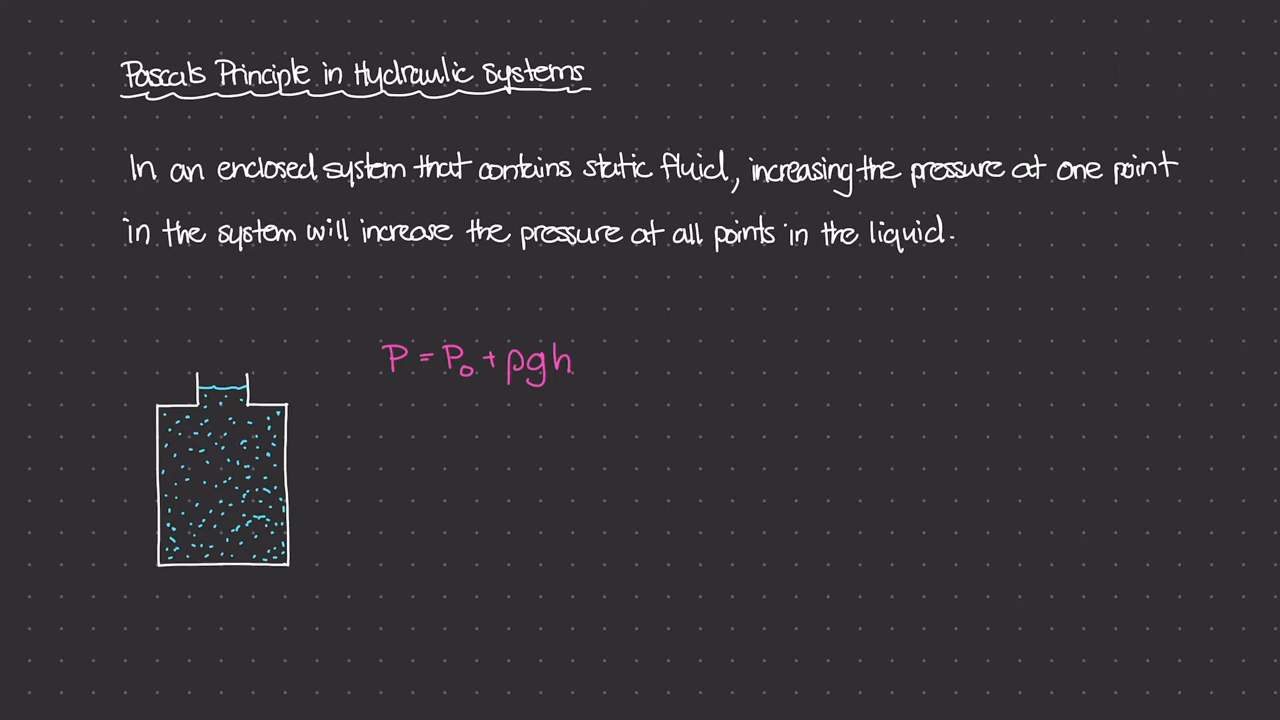 Pascals Principle in Hydraulic Systems
In an enclosed system that contains static fluid, increasing the pressure at one point
in the system will increase the pressure at all points in the liquid.
P = P₀ + ρgh